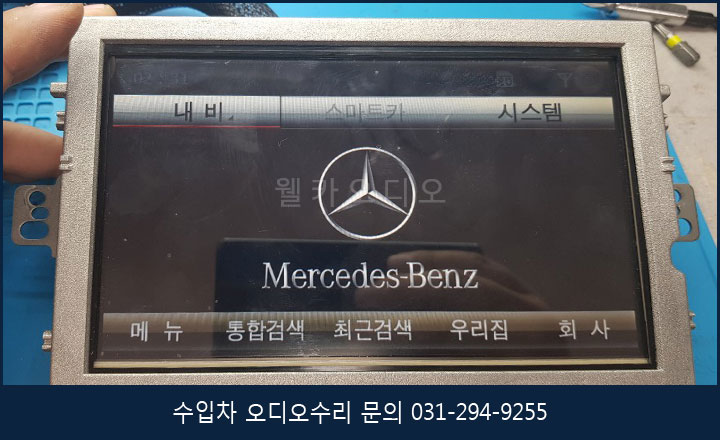 내 비 스마트카 시스템
웰카오디오
Mercedes-Benz
메 뉴 통합검색 최근검색 우리집 회 사
수입차 오디오수리 문의 031-294-9255